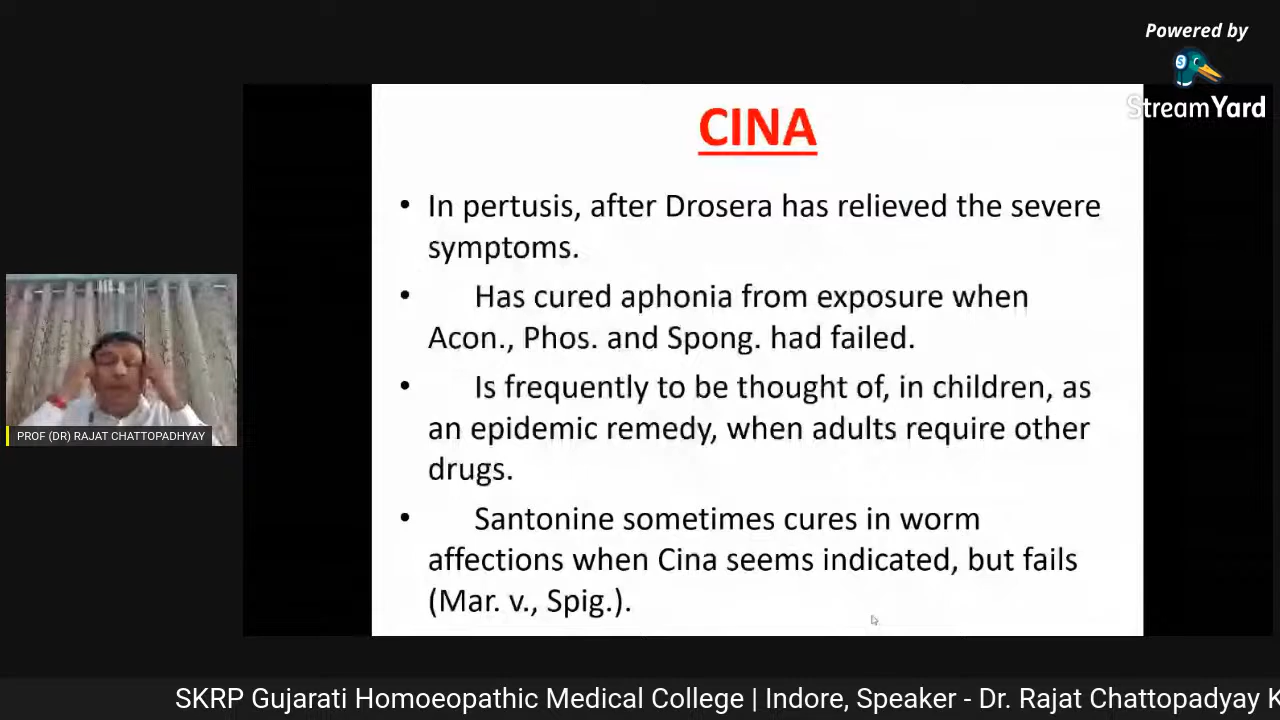 Powered by
StreamYard
CINA
• In pertusis, after Drosera has relieved the severe
symptoms.
• Has cured aphonia from exposure when
Acon., Phos. and Spong. had failed.
• Is frequently to be thought of, in children, as
an epidemic remedy, when adults require other
drugs.
• Santonine sometimes cures in worm
affections when Cina seems indicated, but fails
(Mar. v., Spig.).
PROF (DR) RAJAT CHATTOPADHYAY
SKRP Gujarati Homoeopathic Medical College | Indore, Speaker - Dr. Rajat Chattopadyay K